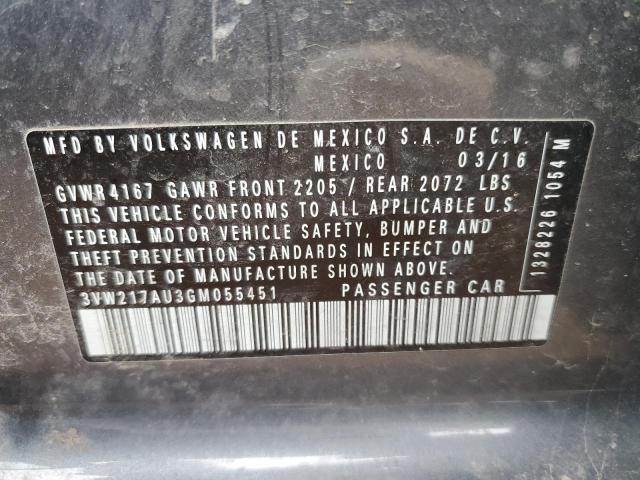 MFD BY VOLKSWAGEN DE MEXICO S.A. DE C.V.
MEXICO 03/16
GVWR 4167 GAWR FRONT 2205 / REAR 2072 LBS
THIS VEHICLE CONFORMS TO ALL APPLICABLE U.S.
FEDERAL MOTOR VEHICLE SAFETY, BUMPER AND
THEFT PREVENTION STANDARDS IN EFFECT ON
THE DATE OF MANUFACTURE SHOWN ABOVE.
3VW217AU3GM055451 PASSENGER CAR
1328226 1054 M